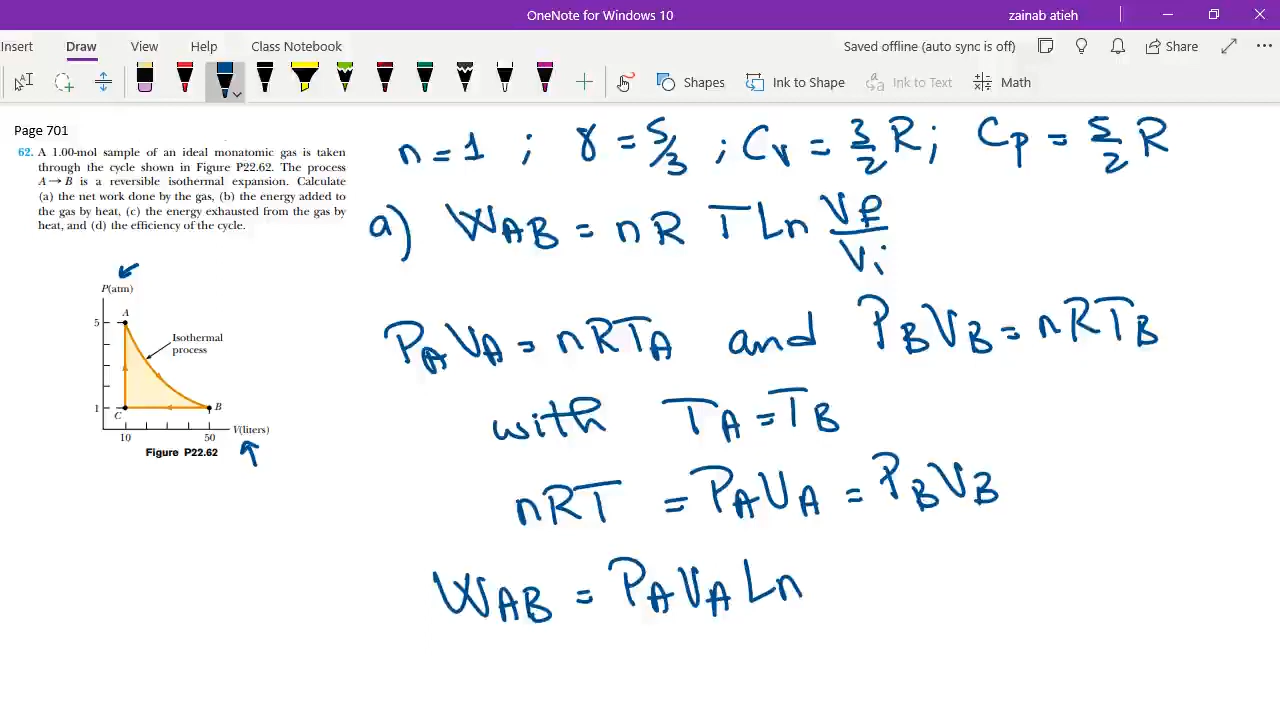 OneNote for Windows 10
zainab atieh
Insert Draw View Help Class Notebook
Saved offline (auto sync is off)
Share
Shapes
Ink to Shape
Ink to Text
Math
Page 701
62. A 1.00-mol sample of an ideal monatomic gas is taken
through the cycle shown in Figure P22.62. The process
A→B is a reversible isothermal expansion. Calculate
(a) the net work done by the gas, (b) the energy added to
the gas by heat, (c) the energy exhausted from the gas by
heat, and (d) the efficiency of the cycle.
P(atm)
A
5
Isothermal
process
1
C
B
10
50
V(liters)
Figure P22.62
n = 1 ; γ = 5/3 ; Cv = 3/2 R ; Cp = 5/2 R
a) WAB = nRT Ln Vf/Vi
PAVA = nRTA and PBVB = nRTB
with TA = TB
nRT = PAVA = PBVB
WAB = PAVA Ln